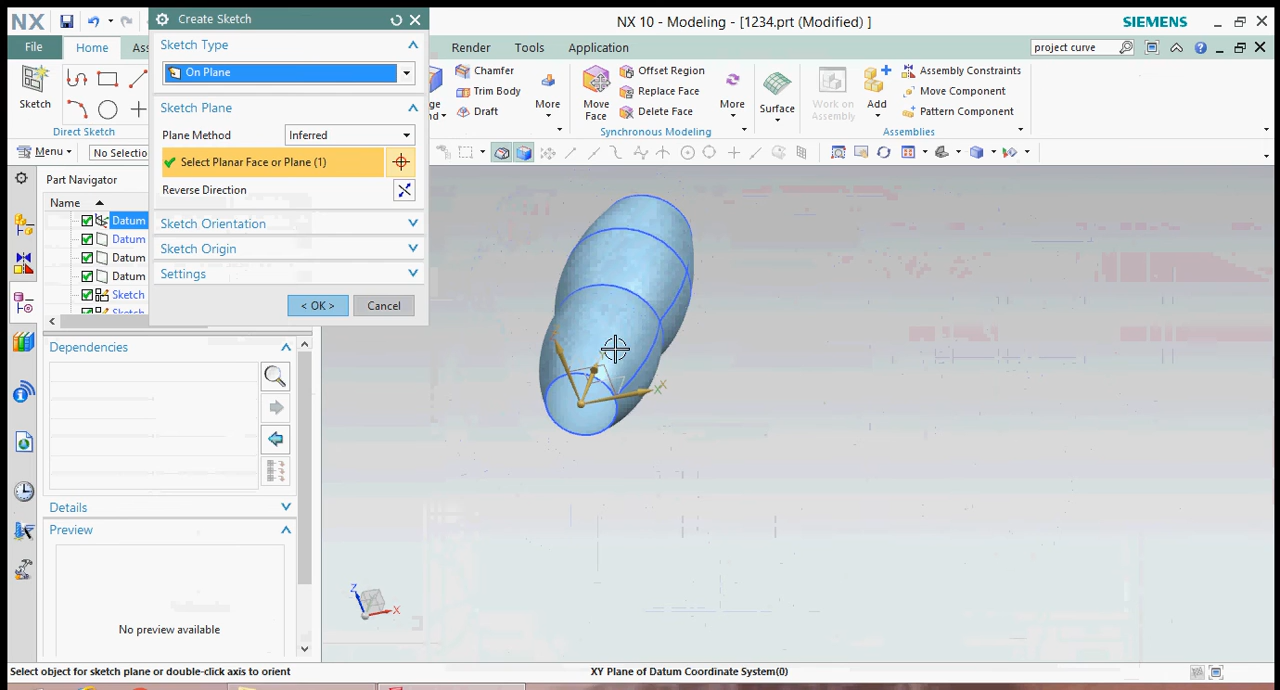 NX
Create Sketch
NX 10 - Modeling - [1234.prt (Modified) ]
SIEMENS
File
Home
Ass
Render
Tools
Application
project curve
Sketch Type
On Plane
Sketch Plane
Plane Method
Inferred
Select Planar Face or Plane (1)
Reverse Direction
Sketch Orientation
Sketch Origin
Settings
< OK >
Cancel
Sketch
Direct Sketch
Chamfer
Trim Body
Draft
More
Move
Face
Offset Region
Replace Face
Delete Face
More
Synchronous Modeling
Surface
Work on
Assembly
Add
Assembly Constraints
Move Component
Pattern Component
Assemblies
Menu
No Selectio
Part Navigator
Name
Datum
Datum
Datum
Datum
Sketch
Dependencies
Details
Preview
No preview available
X
Z
X
Select object for sketch plane or double-click axis to orient
XY Plane of Datum Coordinate System(0)